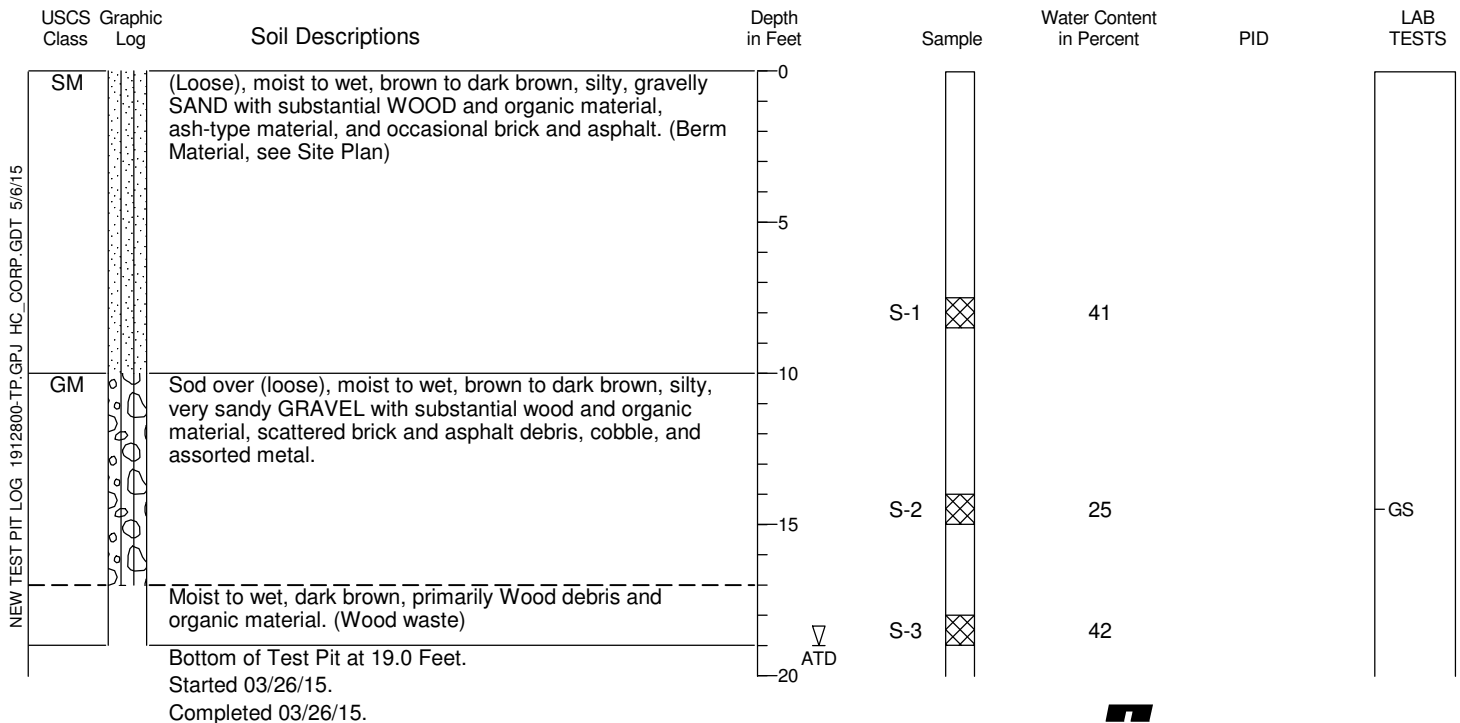 USCS Class
Graphic Log
Soil Descriptions
Depth in Feet
Sample
Water Content in Percent
PID
LAB TESTS
SM
(Loose), moist to wet, brown to dark brown, silty, gravelly
SAND with substantial WOOD and organic material,
ash-type material, and occasional brick and asphalt. (Berm
Material, see Site Plan)
0
5
S-1
41
GM
Sod over (loose), moist to wet, brown to dark brown, silty,
very sandy GRAVEL with substantial wood and organic
material, scattered brick and asphalt debris, cobble, and
assorted metal.
10
S-2
25
GS
15
Moist to wet, dark brown, primarily Wood debris and
organic material. (Wood waste)
S-3
42
ATD
Bottom of Test Pit at 19.0 Feet.
Started 03/26/15.
Completed 03/26/15.
20
NEW TEST PIT LOG 1912800-TP.GPJ HC_CORP.GDT 5/6/15